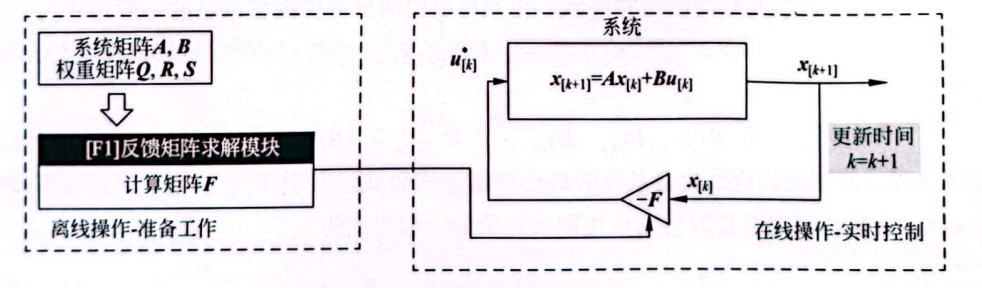 系统矩阵A, B
权重矩阵Q, R, S
[F1]反馈矩阵求解模块
计算矩阵F
离线操作-准备工作
系统
u[k]
x[k+1]=Ax[k]+Bu[k]
x[k+1]
更新时间
k=k+1
x[k]
-F
在线操作-实时控制